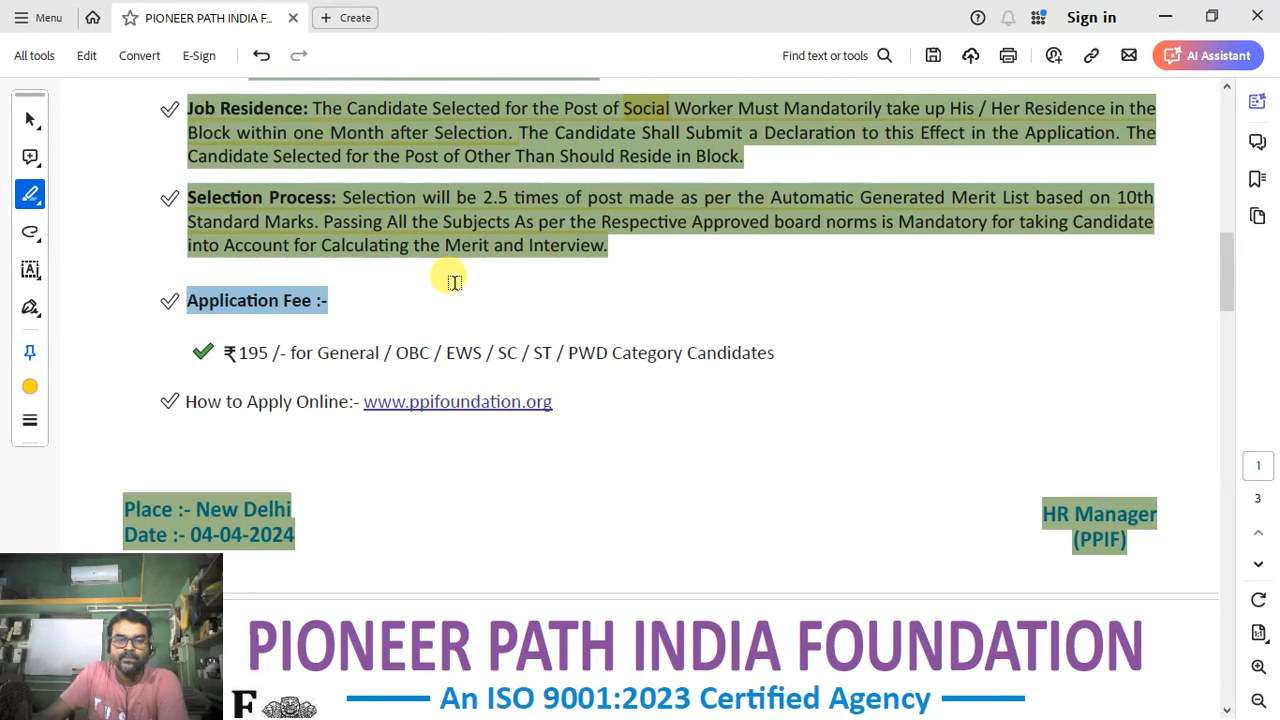 Menu
PIONEER PATH INDIA F...
Create
Sign in
All tools
Edit
Convert
E-Sign
Find text or tools
AI Assistant
Job Residence: The Candidate Selected for the Post of Social Worker Must Mandatorily take up His / Her Residence in the
Block within one Month after Selection. The Candidate Shall Submit a Declaration to this Effect in the Application. The
Candidate Selected for the Post of Other Than Should Reside in Block.
Selection Process: Selection will be 2.5 times of post made as per the Automatic Generated Merit List based on 10th
Standard Marks. Passing All the Subjects As per the Respective Approved board norms is Mandatory for taking Candidate
into Account for Calculating the Merit and Interview.
Application Fee :-
₹195 /- for General / OBC / EWS / SC / ST / PWD Category Candidates
How to Apply Online:- www.ppifoundation.org
1
3
Place :- New Delhi
Date :- 04-04-2024
HR Manager
(PPIF)
PIONEER PATH INDIA FOUNDATION
An ISO 9001:2023 Certified Agency
F